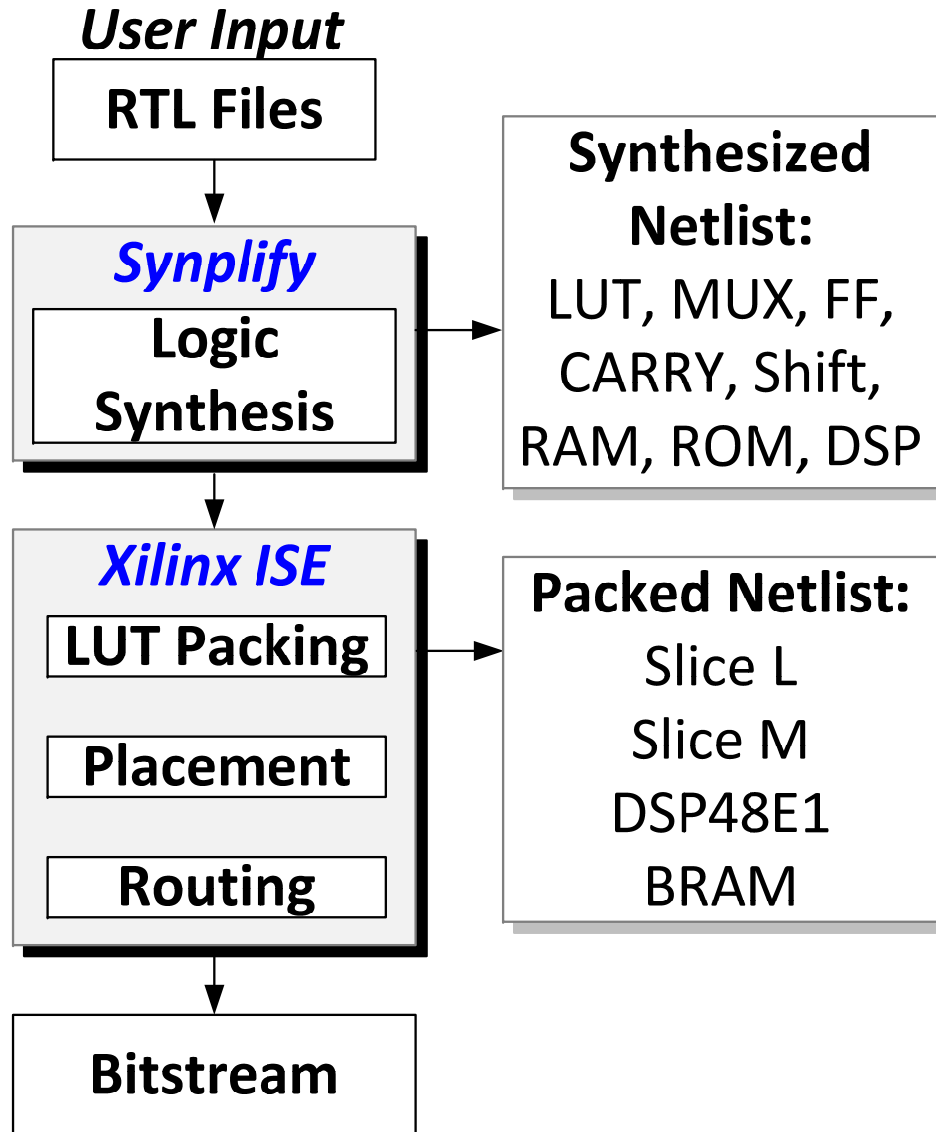 User Input
RTL Files
Synplify
Logic
Synthesis
Synthesized
Netlist:
LUT, MUX, FF,
CARRY, Shift,
RAM, ROM, DSP
Xilinx ISE
LUT Packing
Placement
Routing
Packed Netlist:
Slice L
Slice M
DSP48E1
BRAM
Bitstream